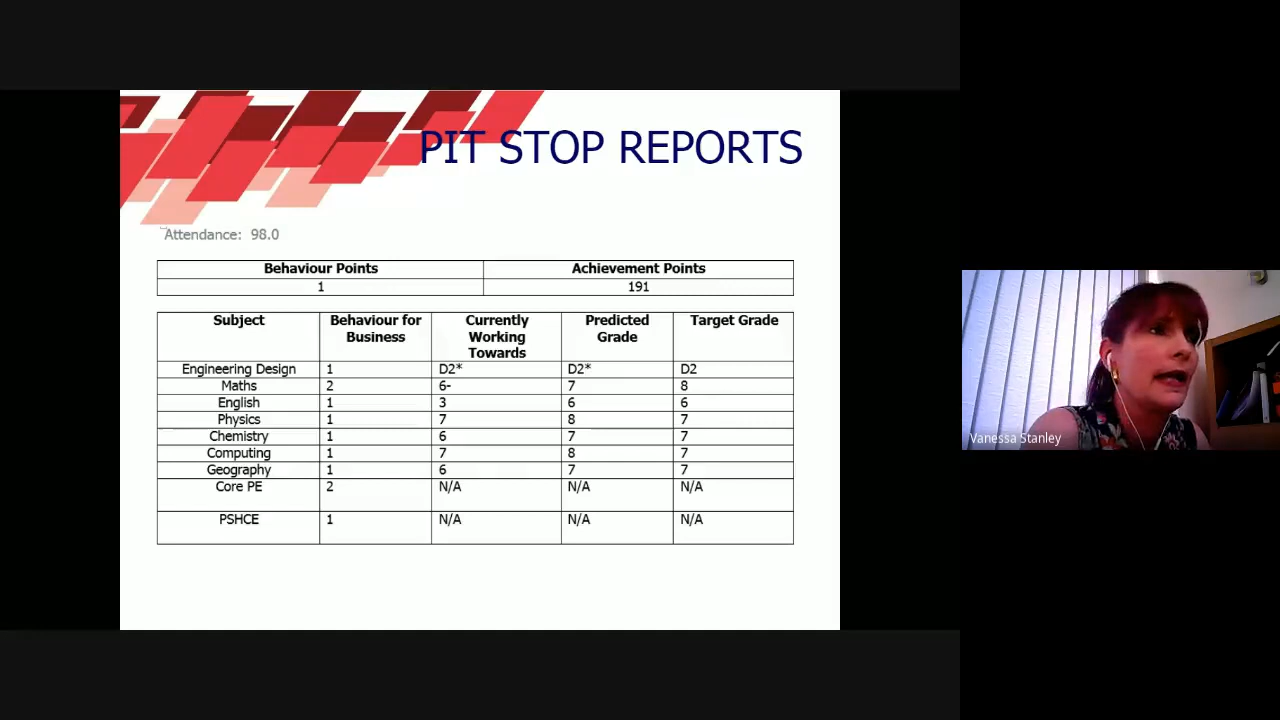 PIT STOP REPORTS
Attendance: 98.0
Behaviour Points Achievement Points
1 191
Subject Behaviour for Business Currently Working Towards Predicted Grade Target Grade
Engineering Design 1 D2* D2* D2
Maths 2 6- 7 8
English 1 3 6 6
Physics 1 7 8 7
Chemistry 1 6 7 7
Computing 1 7 8 7
Geography 1 6 7 7
Core PE 2 N/A N/A N/A
PSHCE 1 N/A N/A N/A
Vanessa Stanley